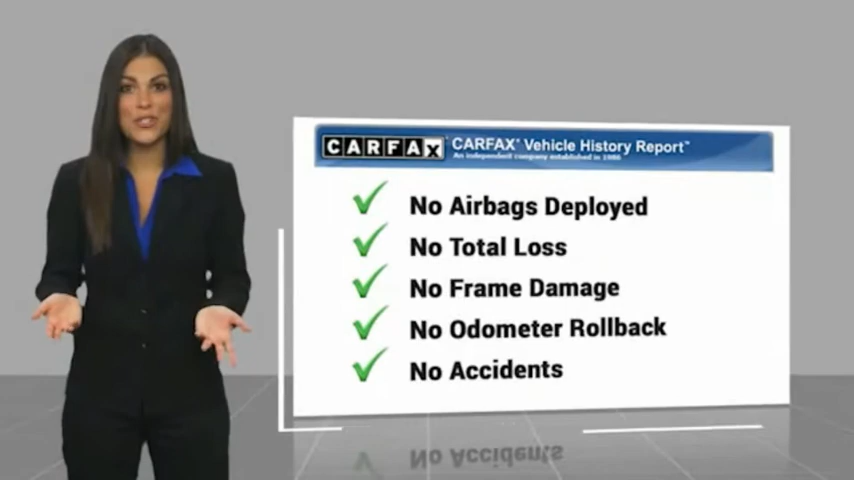 CARFAX CARFAX® Vehicle History Report™
An independent company established in 1986
No Airbags Deployed
No Total Loss
No Frame Damage
No Odometer Rollback
No Accidents
No Accidents